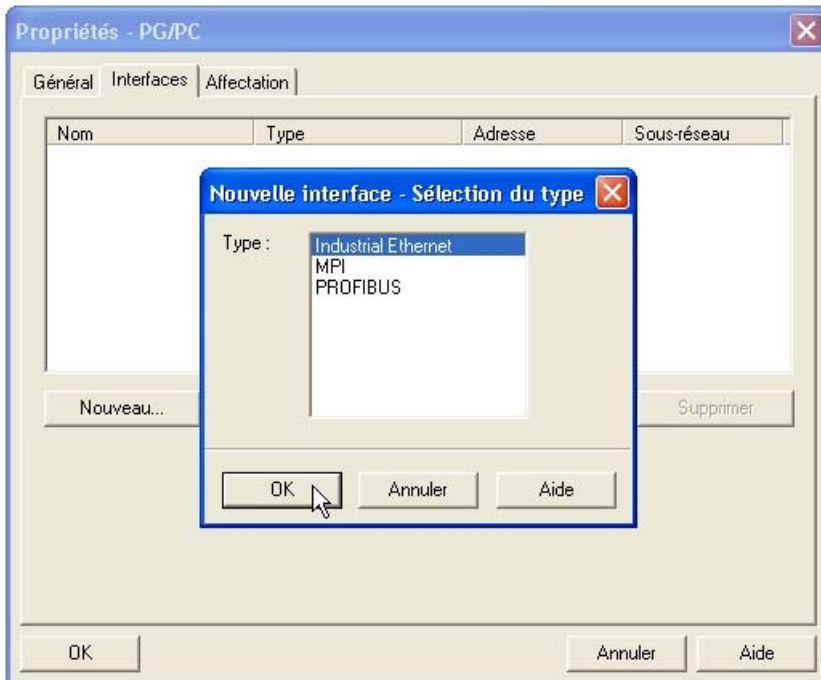 Propriétés - PG/PC
Général Interfaces Affectation
Nom Type Adresse Sous-réseau
Nouvelle interface - Sélection du type
Type : Industrial Ethernet
MPI
PROFIBUS
Nouveau... Supprimer
OK Annuler Aide
OK Annuler Aide